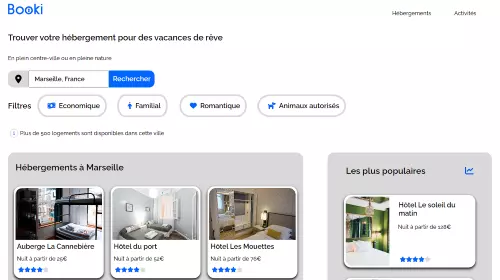 Booki
Hébergements Activités
Trouver votre hébergement pour des vacances de rêve
En plein centre-ville ou en pleine nature
Marseille, France Rechercher
Filtres Economique Familial Romantique Animaux autorisés
Plus de 500 logements sont disponibles dans cette ville
Hébergements à Marseille
Auberge La Cannebière
Nuit à partir de 25€
Hôtel du port
Nuit à partir de 52€
Hôtel Les Mouettes
Nuit à partir de 76€
Les plus populaires
Hôtel Le soleil du
matin
Nuit à partir de 128€